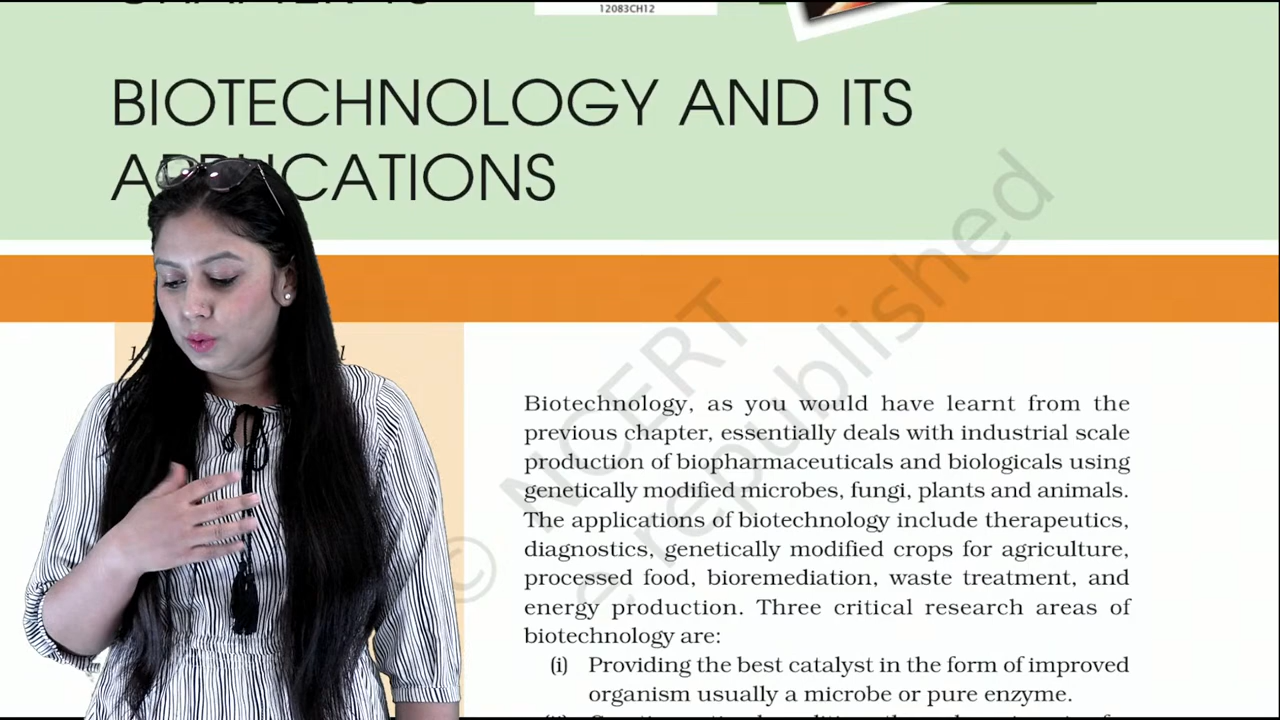 12083CH12
BIOTECHNOLOGY AND ITS
APPLICATIONS
© NCERT
republished
Biotechnology, as you would have learnt from the
previous chapter, essentially deals with industrial scale
production of biopharmaceuticals and biologicals using
genetically modified microbes, fungi, plants and animals.
The applications of biotechnology include therapeutics,
diagnostics, genetically modified crops for agriculture,
processed food, bioremediation, waste treatment, and
energy production. Three critical research areas of
biotechnology are:
(i) Providing the best catalyst in the form of improved
organism usually a microbe or pure enzyme.